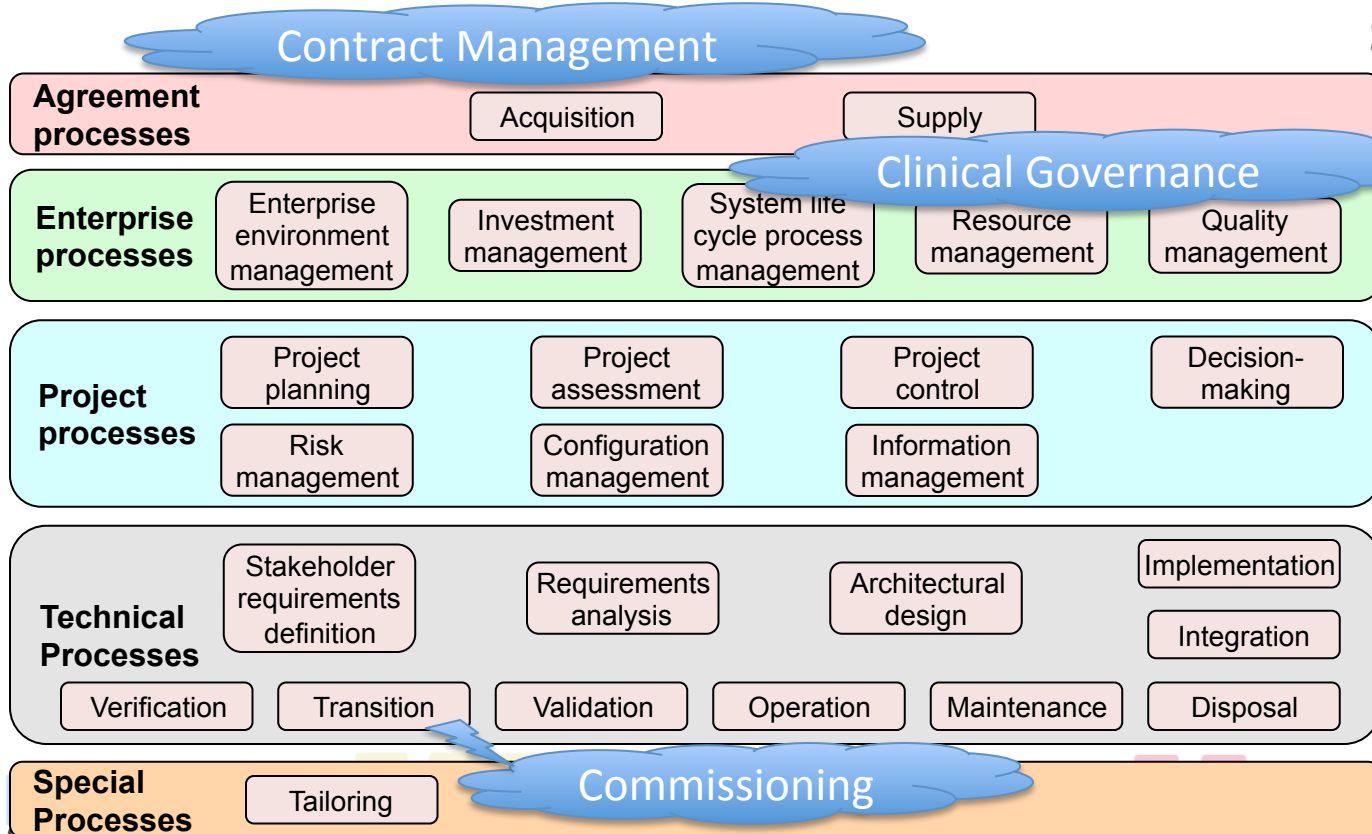 Contract Management
Agreement
processes
Acquisition
Supply
Clinical Governance
Enterprise
processes
Enterprise
environment
management
Investment
management
System life
cycle process
management
Resource
management
Quality
management
Project
processes
Project
planning
Project
assessment
Project
control
Decision-
making
Risk
management
Configuration
management
Information
management
Technical
Processes
Stakeholder
requirements
definition
Requirements
analysis
Architectural
design
Implementation
Integration
Verification
Transition
Validation
Operation
Maintenance
Disposal
Special
Processes
Tailoring
Commissioning